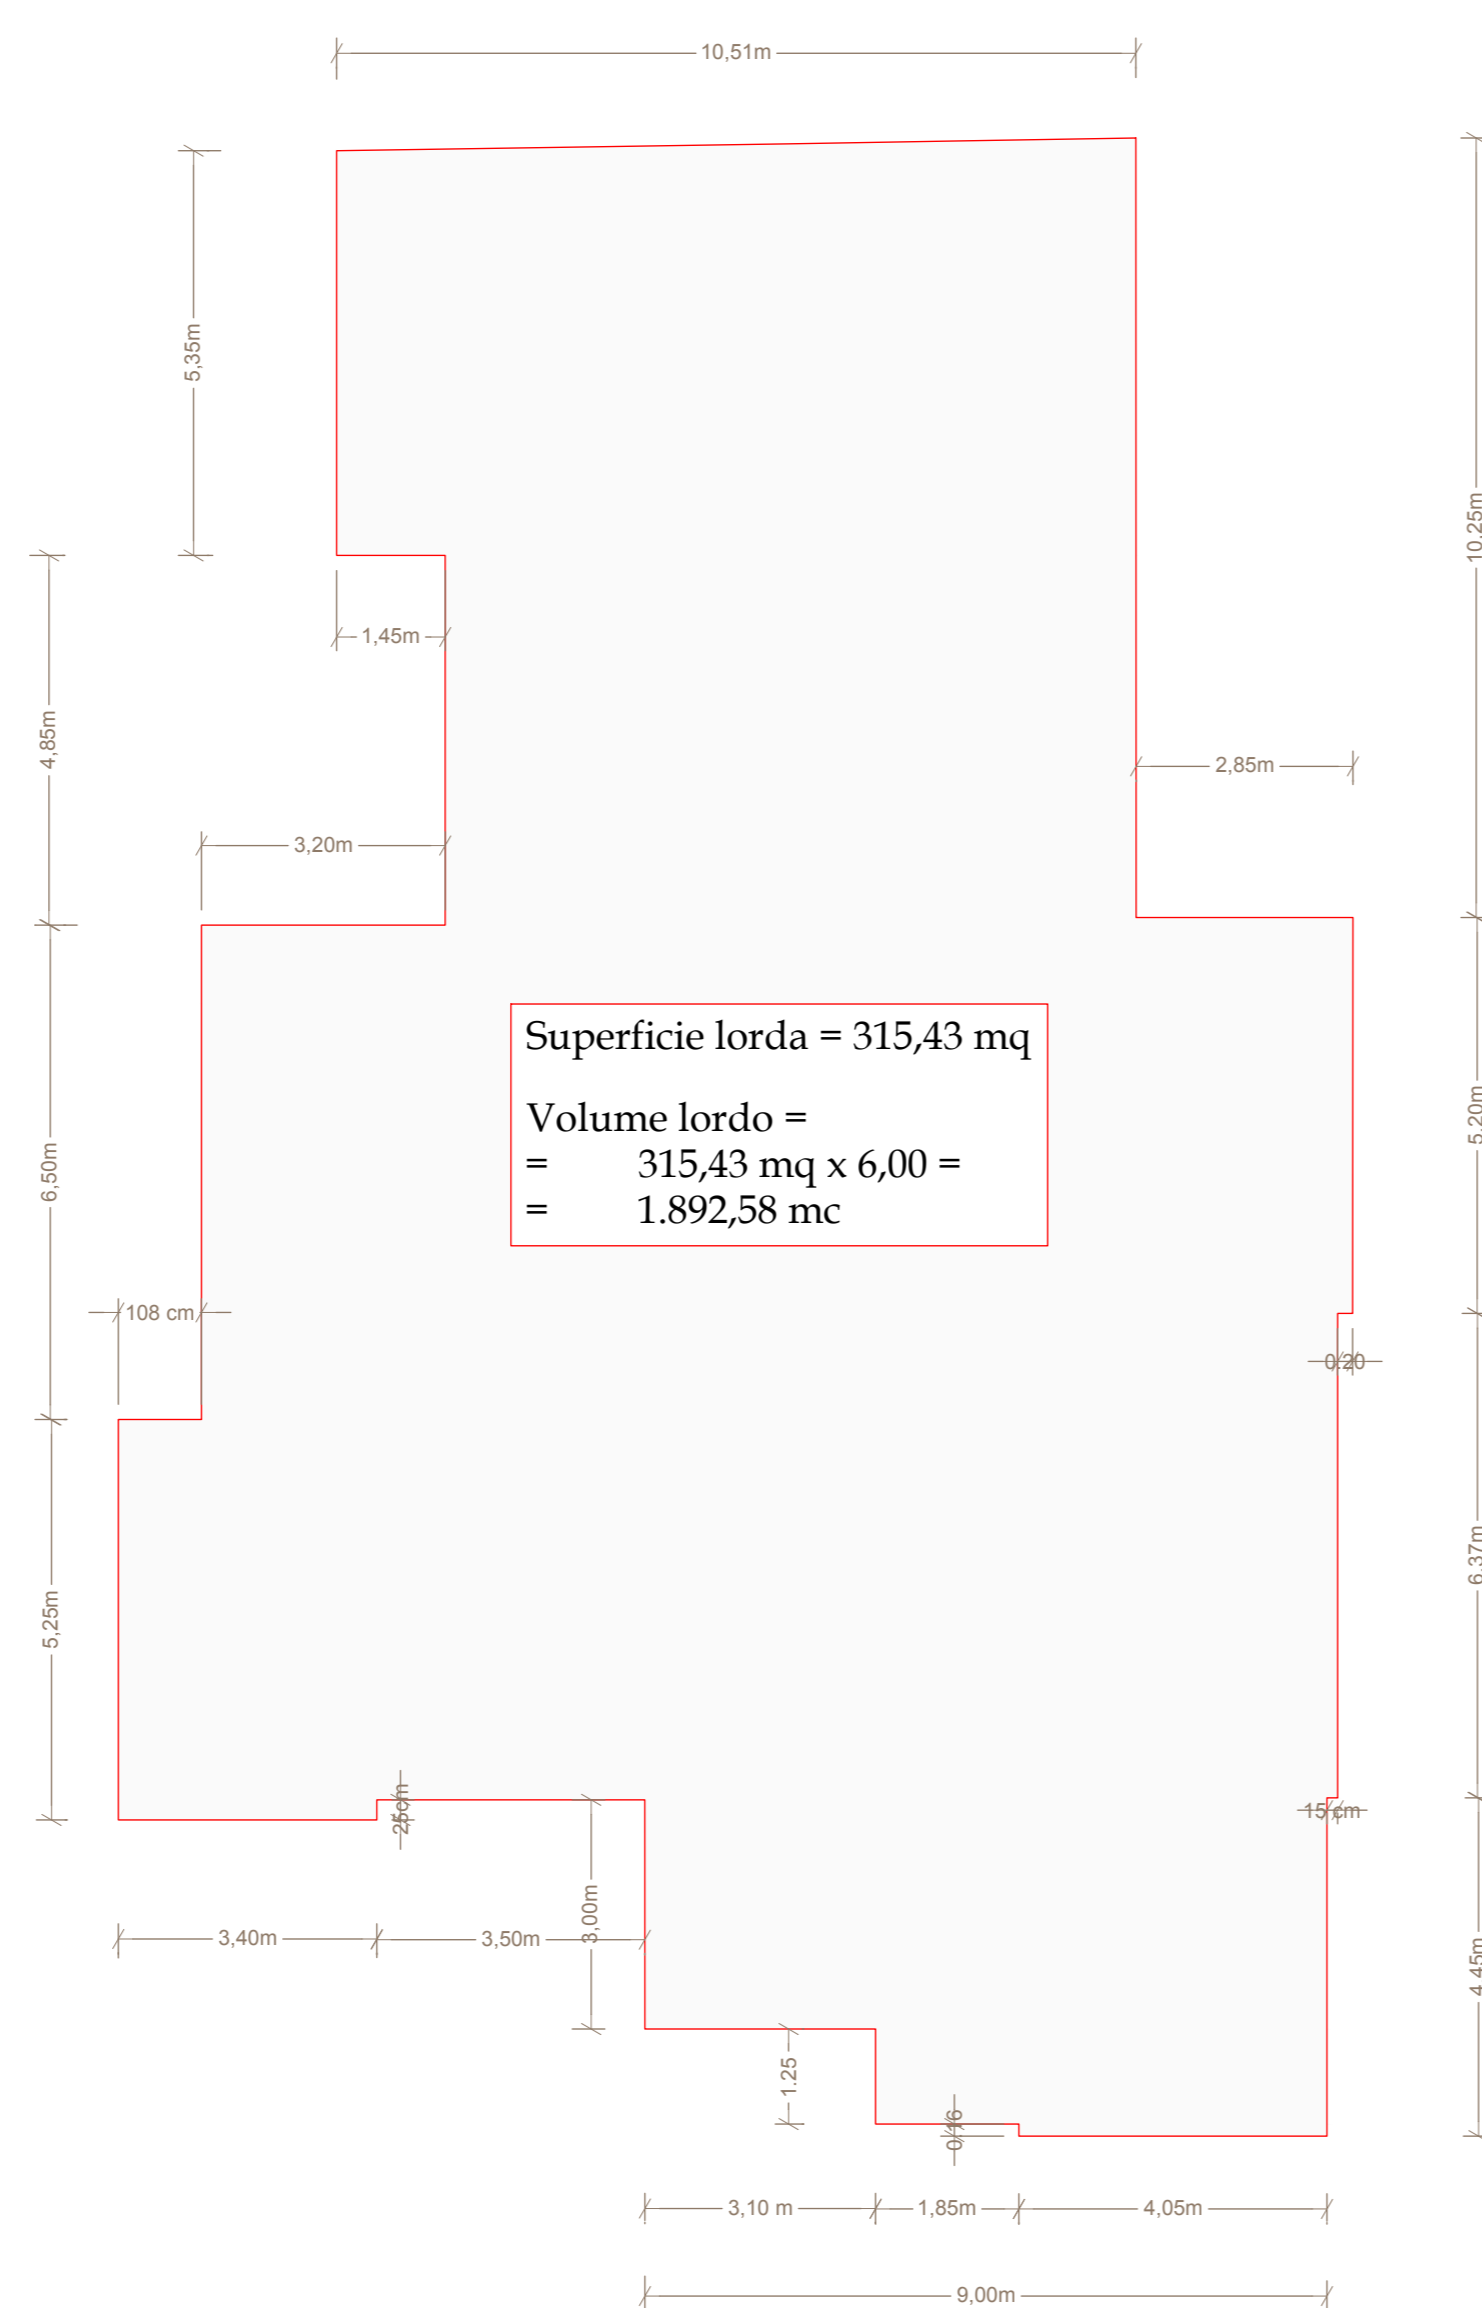 10,51m
5,35m
10,25m
1,45m
4,85m
2,85m
3,20m
Superficie lorda = 315,43 mq
Volume lordo =
= 315,43 mq x 6,00 =
= 1.892,58 mc
5,20m
6,50m
108 cm
0.20
6,37m
5,25m
25cm
15 cm
3,00m
3,40m
3,50m
4,45m
1.25
0.16
3,10 m
1,85m
4,05m
9,00m